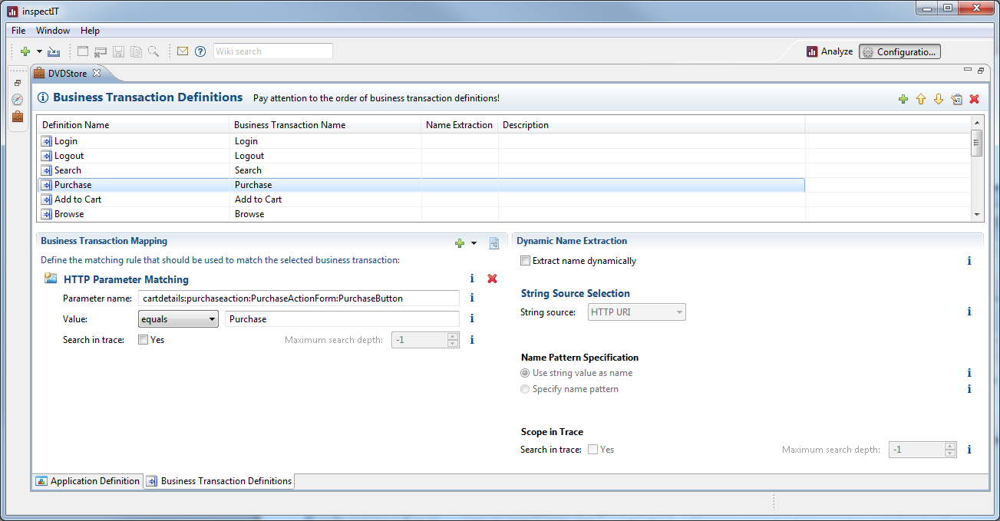 inspectIT
File Window Help
Wiki search
Analyze
Configuratio...
DVDStore
Business Transaction Definitions Pay attention to the order of business transaction definitions!
Definition Name Business Transaction Name Name Extraction Description
Login Login
Logout Logout
Search Search
Purchase Purchase
Add to Cart Add to Cart
Browse Browse
Business Transaction Mapping
Define the matching rule that should be used to match the selected business transaction:
HTTP Parameter Matching
Parameter name: cartdetails:purchaseaction:PurchaseActionForm:PurchaseButton
Value: equals Purchase
Search in trace: Yes Maximum search depth: -1
Dynamic Name Extraction
Extract name dynamically
String Source Selection
String source: HTTP URI
Name Pattern Specification
Use string value as name
Specify name pattern
Scope in Trace
Search in trace: Yes Maximum search depth: -1
Application Definition Business Transaction Definitions